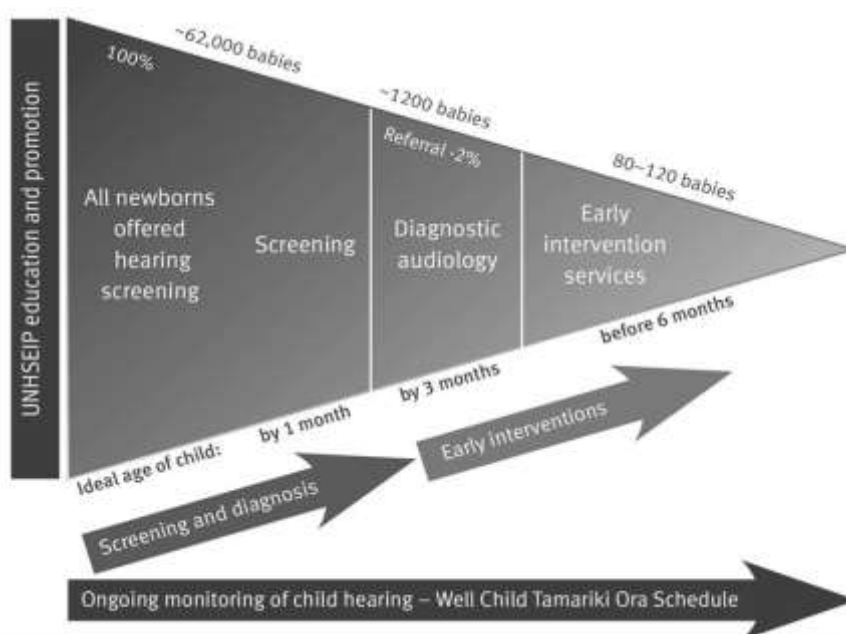 UNHSEIP education and promotion
100%
~62,000 babies
~1200 babies
80–120 babies
Referral -2%
All newborns
offered
hearing
screening
Screening
Diagnostic
audiology
Early
intervention
services
Ideal age of child:
by 1 month
by 3 months
before 6 months
Screening and diagnosis
Early interventions
Ongoing monitoring of child hearing – Well Child Tamariki Ora Schedule